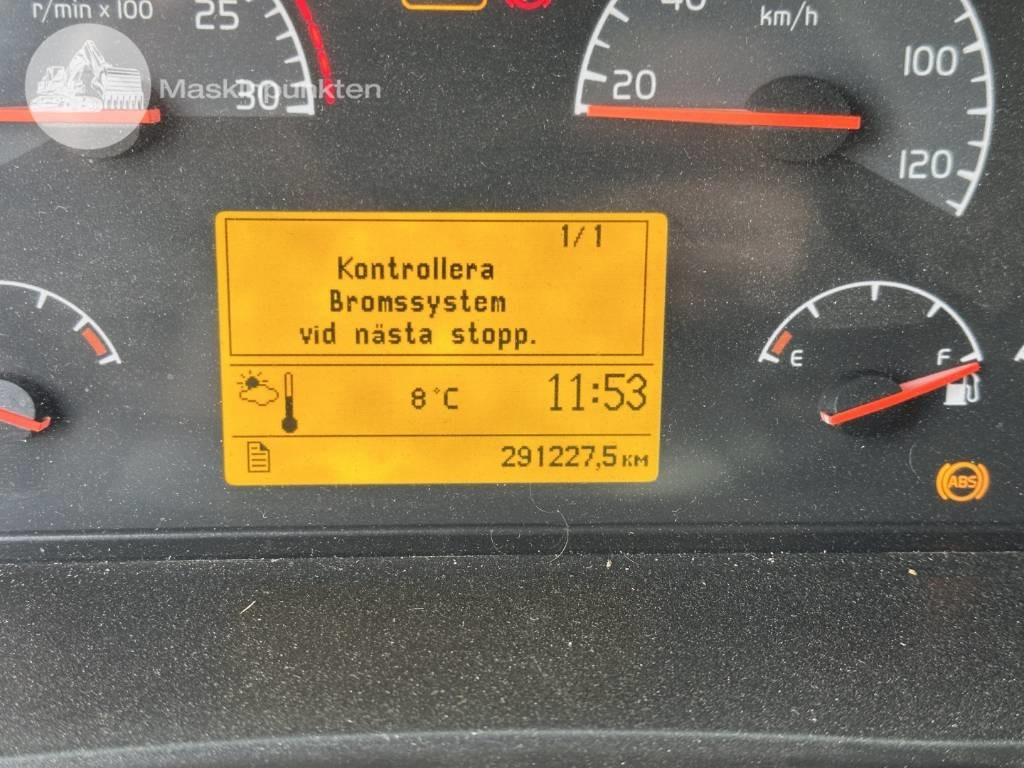 r/min x 100
25
40
km/h
Maskinpunkten
30
20
100
120
1/1
Kontrollera
Bromssystem
vid nästa stopp.
E
F
8°C
11:53
291227,5 KM
ABS